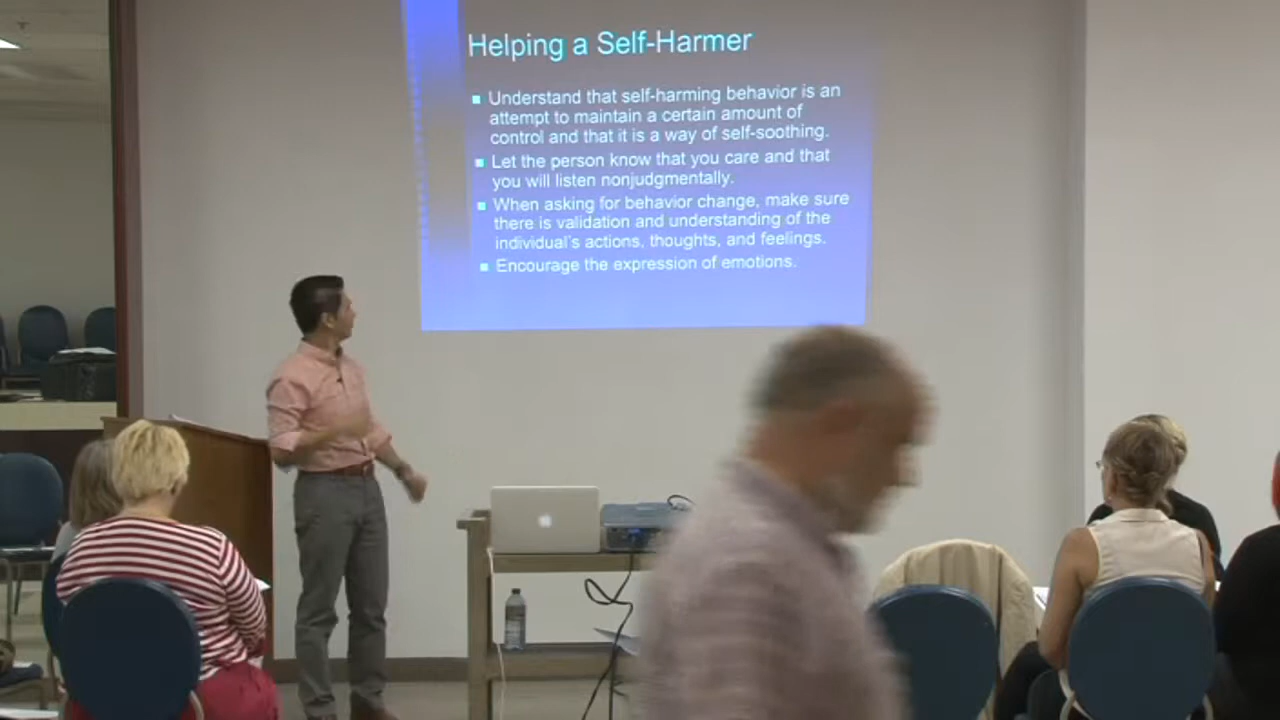 Helping a Self-Harmer
Understand that self-harming behavior is an
attempt to maintain a certain amount of
control and that it is a way of self-soothing.
Let the person know that you care and that
you will listen nonjudgmentally.
When asking for behavior change, make sure
there is validation and understanding of the
individual's actions, thoughts, and feelings.
Encourage the expression of emotions.